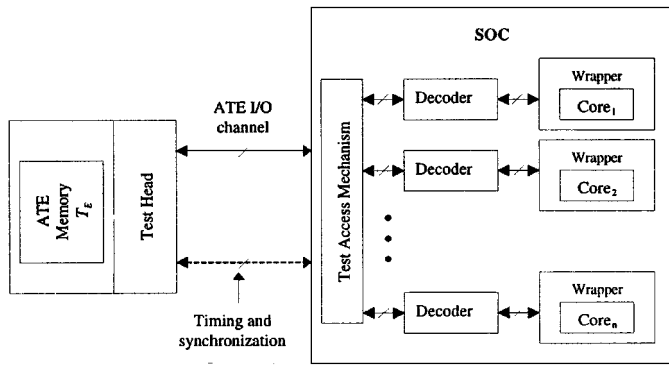 SOC
ATE I/O
channel
ATE
Memory
T_E
Test Head
Timing and
synchronization
Test Access Mechanism
Decoder
Wrapper
Core₁
Decoder
Wrapper
Core₂
Decoder
Wrapper
Coreₙ